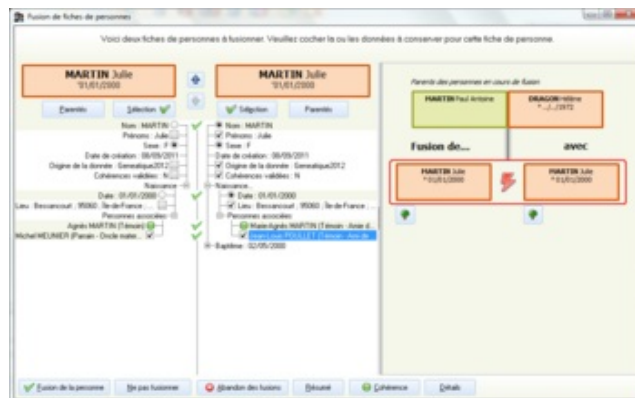 Fusion de fiches de personnes
Voici deux fiches de personnes à fusionner. Veuillez cocher la ou les données à conserver pour cette fiche de personne.
MARTIN Julie
°01/01/2000
Parentés
Sélection
Nom : MARTIN
Prénoms : Julie
Sexe : F
Date de création : 08/09/2011
Origine de la donnée : Geneatique2012
Cohérences validées : N
Naissance
Date : 01/01/2000
Lieu : Bessancourt : 95060 : Île-de-France : ...
Personnes associées
Agnès MARTIN (Témoin)
Michel MEUNIER (Parrain - Oncle mater...
MARTIN Julie
°01/01/2000
Sélection
Parentés
Nom : MARTIN
Prénoms : Julie
Sexe : F
Date de création : 08/09/2011
Origine de la donnée : Geneatique2012
Cohérences validées : N
Naissance
Date : 01/01/2000
Lieu : Bessancourt : 95060 : Île-de-France : ...
Personnes associées
Marie Agnès MARTIN (Témoin : Amie d...
Jean-Louis POULLET (Témoin : Ami de
Baptême : 02/05/2000
Parents des personnes en cours de fusion
MARTIN Paul Antoine
DRAGON Hélène
° ../../1972
Fusion de...
avec
MARTIN Julie
° 01/01/2000
MARTIN Julie
° 01/01/2000
Fusion de la personne
Ne pas fusionner
Abandon des fusions
Résumé
Cohérence
Détails